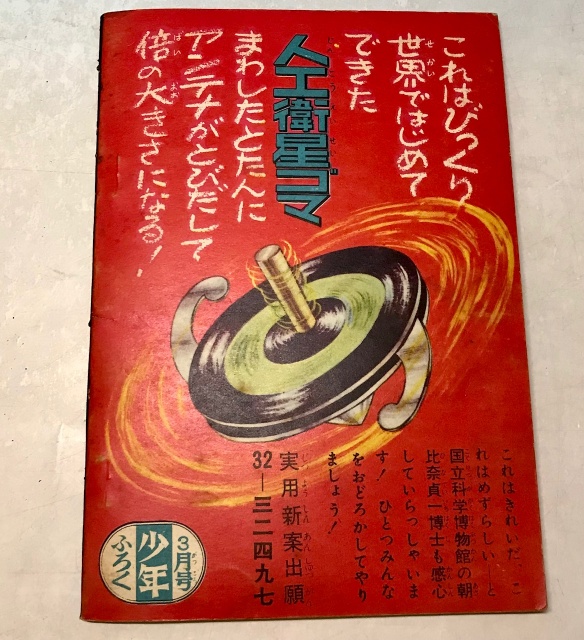 これはびっくり！
世界ではじめて
できた
人工衛星ゴマ
まわしたとたんに
アンテナがとびだして
倍の大きさになる！
これはきれいだ、こ
れはめずらしい、と
国立科学博物館の朝
比奈貞一博士も感心
していらっしゃいま
す！　ひとつみんな
をおどろかしてやり
ましょう！
実用新案出願
32－三二四九七
3月号
少年
ふろく